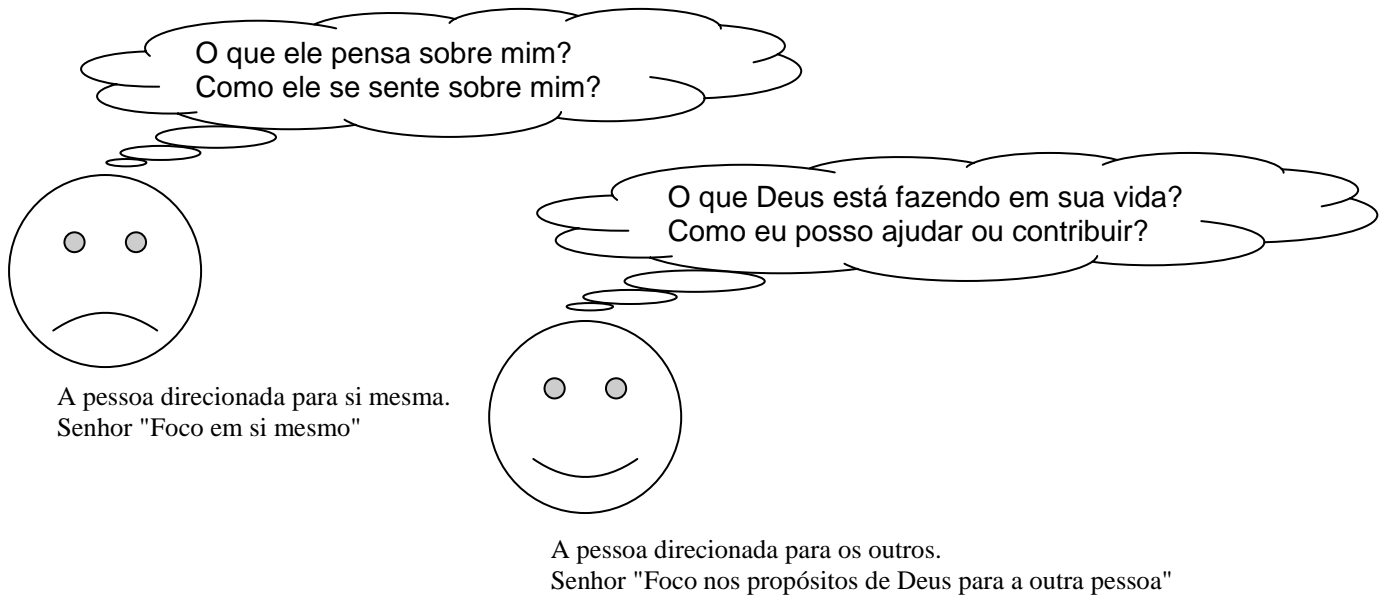 O que ele pensa sobre mim?
Como ele se sente sobre mim?
O que Deus está fazendo em sua vida?
Como eu posso ajudar ou contribuir?
A pessoa direcionada para si mesma.
Senhor "Foco em si mesmo"
A pessoa direcionada para os outros.
Senhor "Foco nos propósitos de Deus para a outra pessoa"